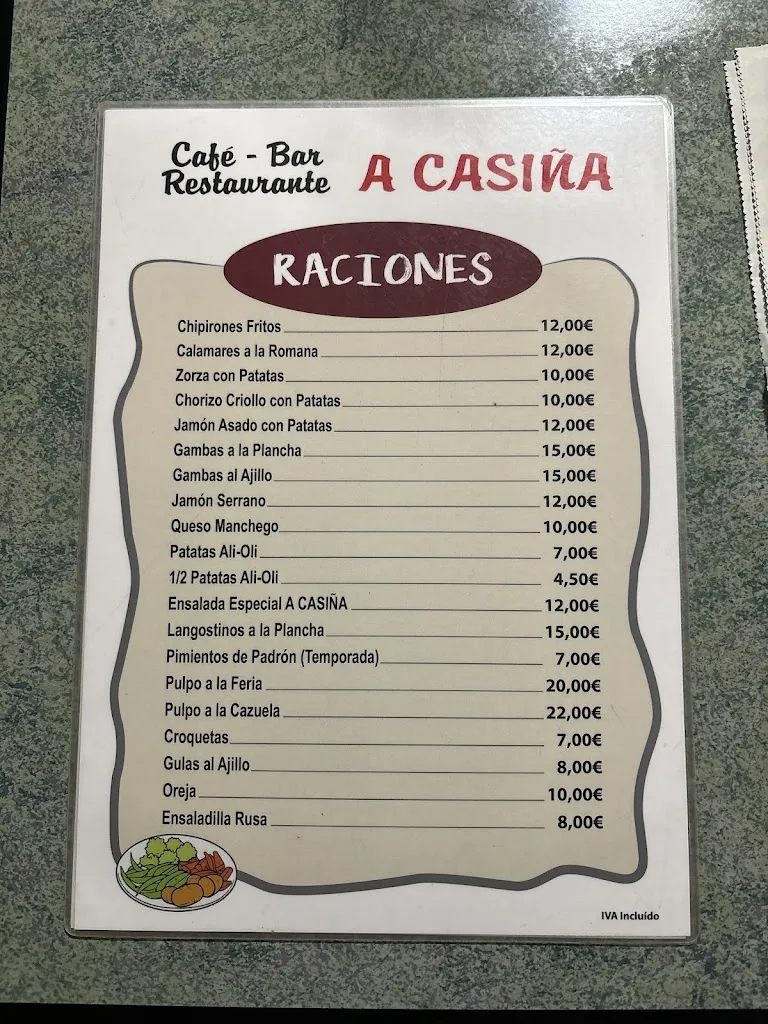 Café - Bar
Restaurante
A CASIÑA
RACIONES
Chipirones Fritos 12,00€
Calamares a la Romana 12,00€
Zorza con Patatas 10,00€
Chorizo Criollo con Patatas 10,00€
Jamón Asado con Patatas 12,00€
Gambas a la Plancha 15,00€
Gambas al Ajillo 15,00€
Jamón Serrano 12,00€
Queso Manchego 10,00€
Patatas Ali-Oli 7,00€
1/2 Patatas Ali-Oli 4,50€
Ensalada Especial A CASIÑA 12,00€
Langostinos a la Plancha 15,00€
Pimientos de Padrón (Temporada) 7,00€
Pulpo a la Feria 20,00€
Pulpo a la Cazuela 22,00€
Croquetas 7,00€
Gulas al Ajillo 8,00€
Oreja 10,00€
Ensaladilla Rusa 8,00€
IVA Incluído